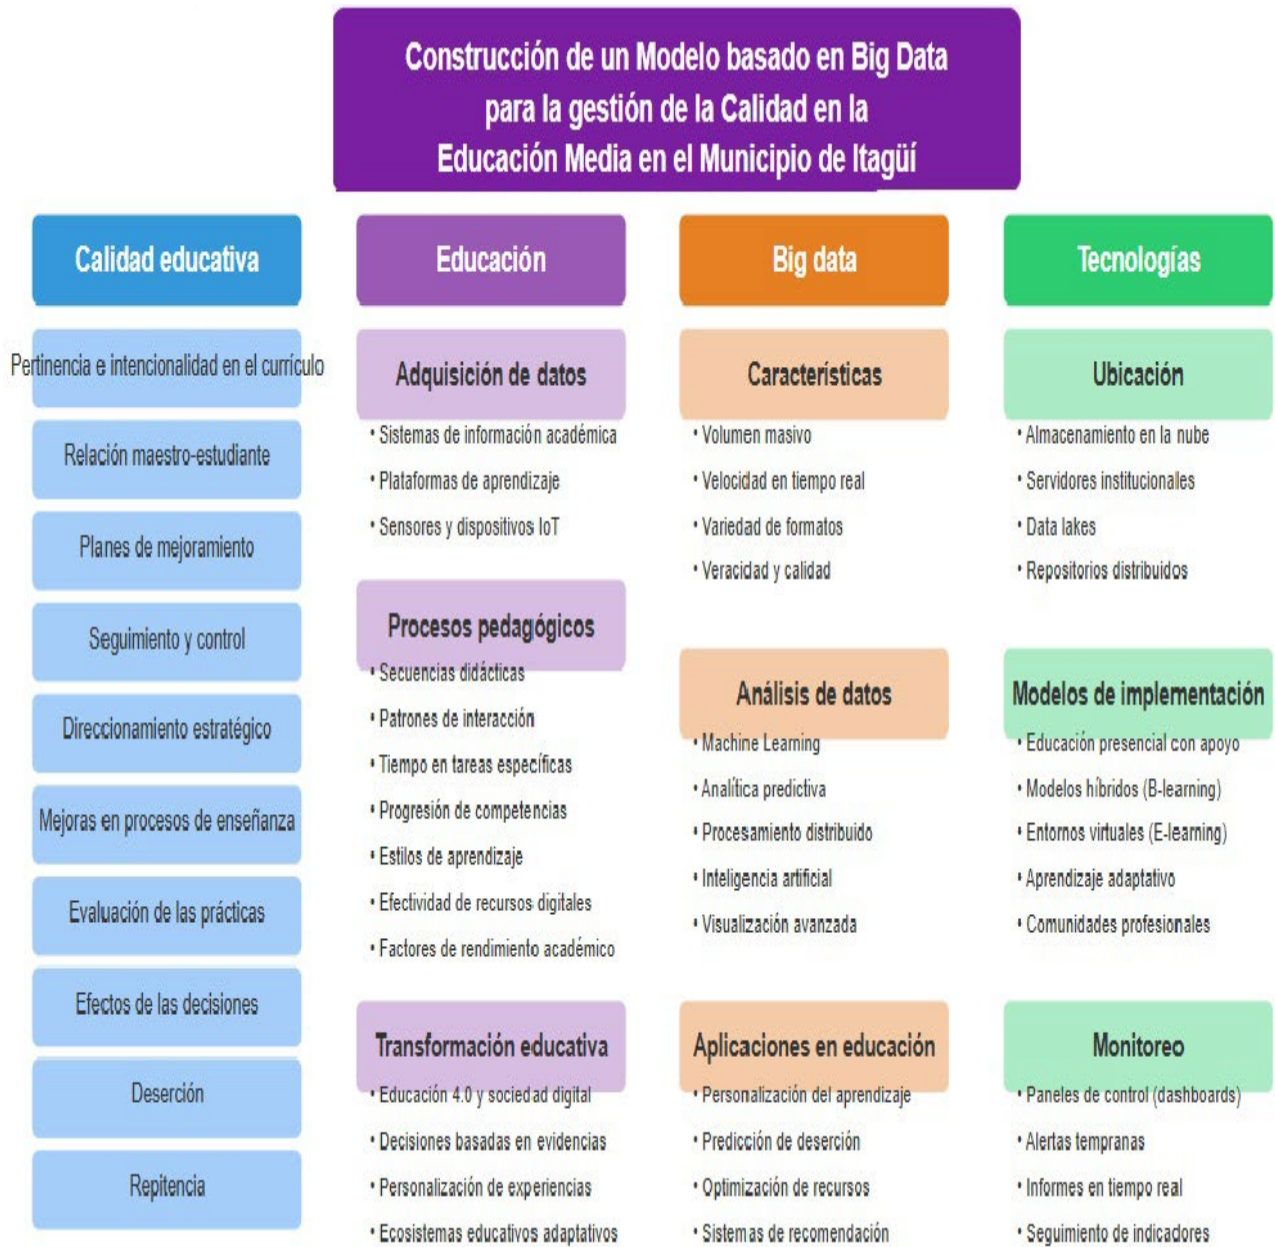 Construcción de un Modelo basado en Big Data
para la gestión de la Calidad en la
Educación Media en el Municipio de Itagüí
Calidad educativa
Pertinencia e intencionalidad en el currículo
Relación maestro-estudiante
Planes de mejoramiento
Seguimiento y control
Direccionamiento estratégico
Mejoras en procesos de enseñanza
Evaluación de las prácticas
Efectos de las decisiones
Deserción
Repitencia
Educación
Adquisición de datos
• Sistemas de información académica
• Plataformas de aprendizaje
• Sensores y dispositivos IoT
Procesos pedagógicos
• Secuencias didácticas
• Patrones de interacción
• Tiempo en tareas específicas
• Progresión de competencias
• Estilos de aprendizaje
• Efectividad de recursos digitales
• Factores de rendimiento académico
Transformación educativa
• Educación 4.0 y sociedad digital
• Decisiones basadas en evidencias
• Personalización de experiencias
• Ecosistemas educativos adaptativos
Big data
Características
• Volumen masivo
• Velocidad en tiempo real
• Variedad de formatos
• Veracidad y calidad
Análisis de datos
• Machine Learning
• Analítica predictiva
• Procesamiento distribuido
• Inteligencia artificial
• Visualización avanzada
Aplicaciones en educación
• Personalización del aprendizaje
• Predicción de deserción
• Optimización de recursos
• Sistemas de recomendación
Tecnologías
Ubicación
• Almacenamiento en la nube
• Servidores institucionales
• Data lakes
• Repositorios distribuidos
Modelos de implementación
• Educación presencial con apoyo
• Modelos híbridos (B-learning)
• Entornos virtuales (E-learning)
• Aprendizaje adaptativo
• Comunidades profesionales
Monitoreo
• Paneles de control (dashboards)
• Alertas tempranas
• Informes en tiempo real
• Seguimiento de indicadores